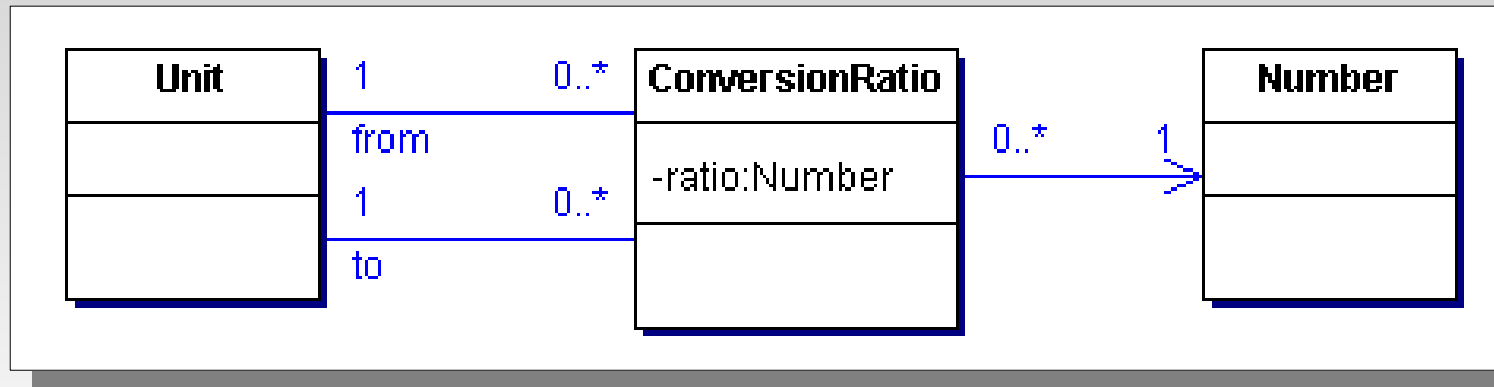 Unit
1
0..*
from
1
0..*
to
ConversionRatio
-ratio:Number
0..*
1
Number